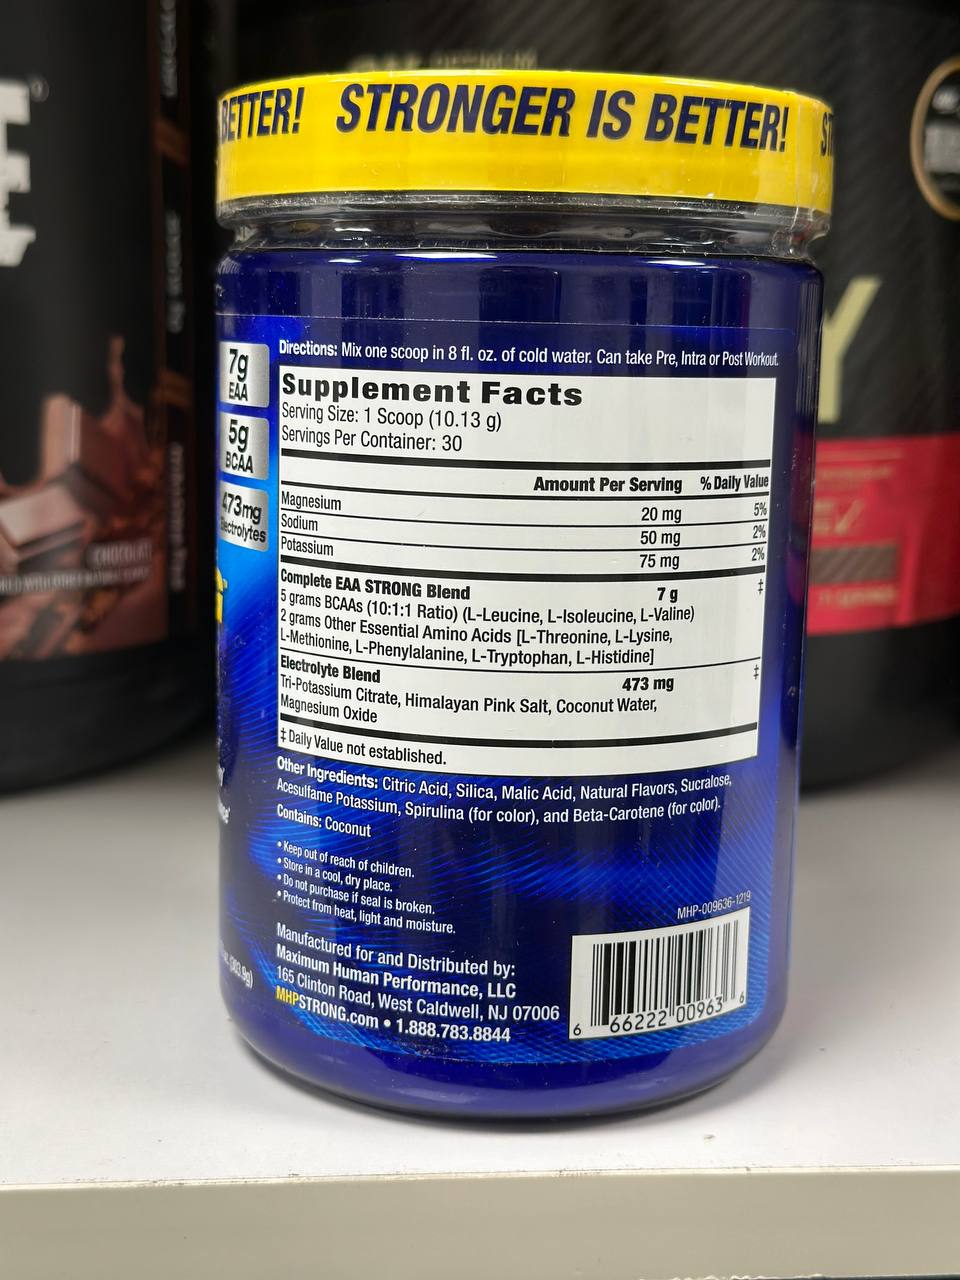 BETTER! STRONGER IS BETTER! ST
7g
EAA
5g
BCAA
473mg
Electrolytes
Directions: Mix one scoop in 8 fl. oz. of cold water. Can take Pre, Intra or Post Workout.
Supplement Facts
Serving Size: 1 Scoop (10.13 g)
Servings Per Container: 30
Amount Per Serving % Daily Value
Magnesium 20 mg 5%
Sodium 50 mg 2%
Potassium 75 mg 2%
Complete EAA STRONG Blend 7 g ‡
5 grams BCAAs (10:1:1 Ratio) (L-Leucine, L-Isoleucine, L-Valine)
2 grams Other Essential Amino Acids [L-Threonine, L-Lysine,
L-Methionine, L-Phenylalanine, L-Tryptophan, L-Histidine]
Electrolyte Blend 473 mg ‡
Tri-Potassium Citrate, Himalayan Pink Salt, Coconut Water,
Magnesium Oxide
‡ Daily Value not established.
Other Ingredients: Citric Acid, Silica, Malic Acid, Natural Flavors, Sucralose,
Acesulfame Potassium, Spirulina (for color), and Beta-Carotene (for color).
Contains: Coconut
• Keep out of reach of children.
• Store in a cool, dry place.
• Do not purchase if seal is broken.
• Protect from heat, light and moisture.
MHP-009636-1219
Manufactured for and Distributed by:
Maximum Human Performance, LLC
165 Clinton Road, West Caldwell, NJ 07006
MHPSTRONG.com • 1.888.783.8844
6 66222 00963 6
(303.9g)
CHOCOLATE
Y